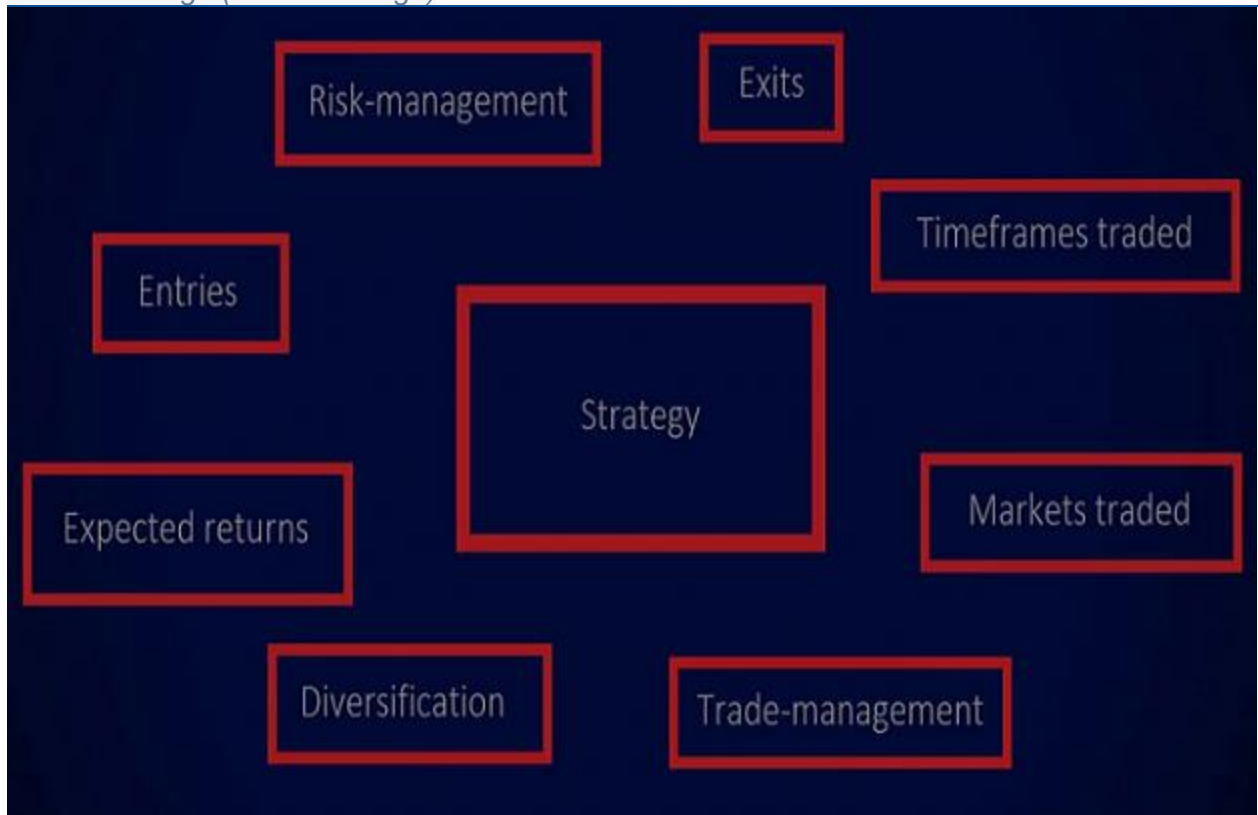 Risk-management
Exits
Timeframes traded
Entries
Strategy
Expected returns
Markets traded
Diversification
Trade-management